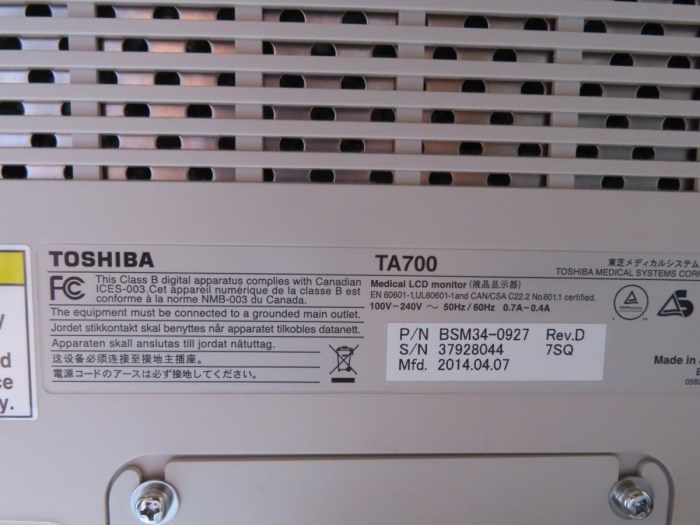 TOSHIBA
TA700
東芝メディカルシステム
TOSHIBA MEDICAL SYSTEMS CORP
FC This Class B digital apparatus complies with Canadian
ICES-003.Cet appareil numérique de la classe B est
conforme à la norme NMB-003 du Canada.
The equipment must be connected to a grounded main outlet.
Jordet stikkontakt skal benyttes når apparatet tilkobles datanett.
Apparaten skall anslutas till jordat nätuttag.
这设备必须连接至接地主插座。
電源コードのアースは必ず接地してください。
Medical LCD monitor (液晶显示器)
EN 60601-1,UL60601-1and CAN/CSA C22.2 No.601.1 certified.
100V-240V ~ 50Hz/60Hz 0.7A-0.4A
P/N BSM34-0927 Rev.D
S/N 37928044 7SQ
Mfd. 2014.04.07
Made in
y
d
ce
y.